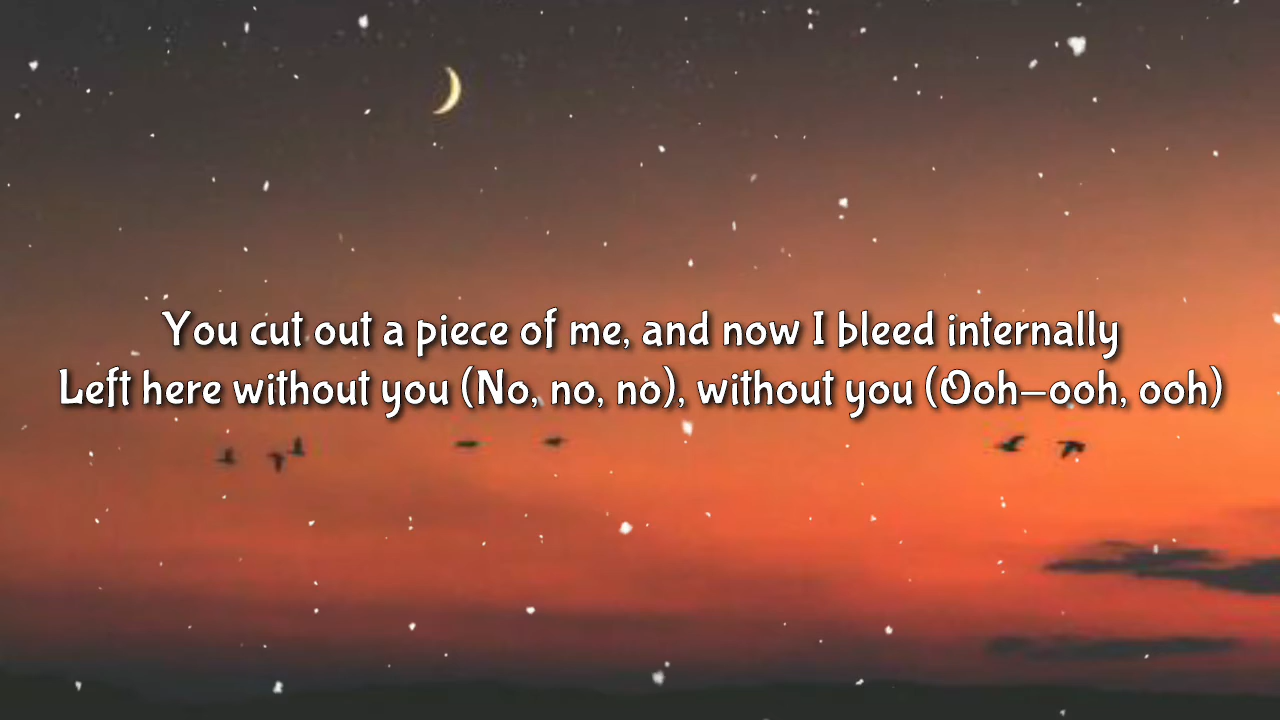 You cut out a piece of me, and now I bleed internally
Left here without you (No, no, no), without you (Ooh–ooh, ooh)